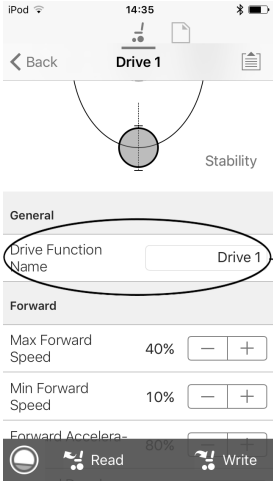 iPod 14:35
Back Drive 1
Stability
General
Drive Function
Name
Drive 1
Forward
Max Forward
Speed
40% − +
Min Forward
Speed
10% − +
Forward Accelera-
80% − +
Read Write